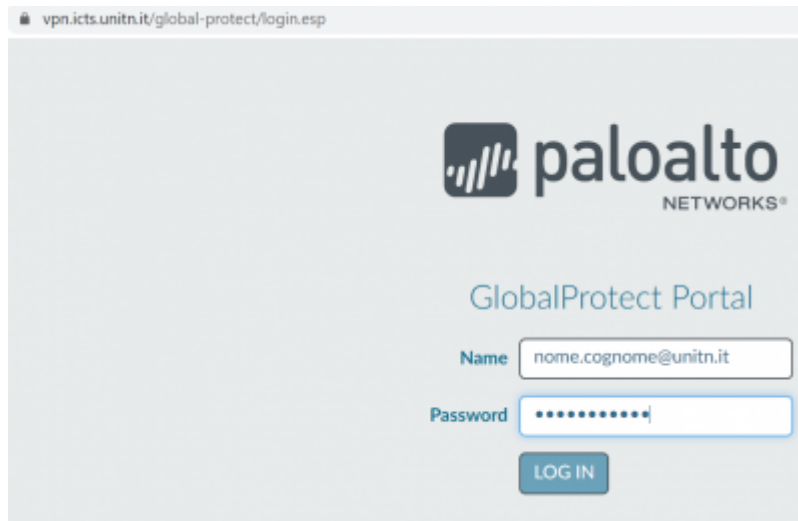 vpn.icts.unitn.it/global-protect/login.esp
paloalto
NETWORKS®
GlobalProtect Portal
Name nome.cognome@unitn.it
Password •••••••••••
LOG IN